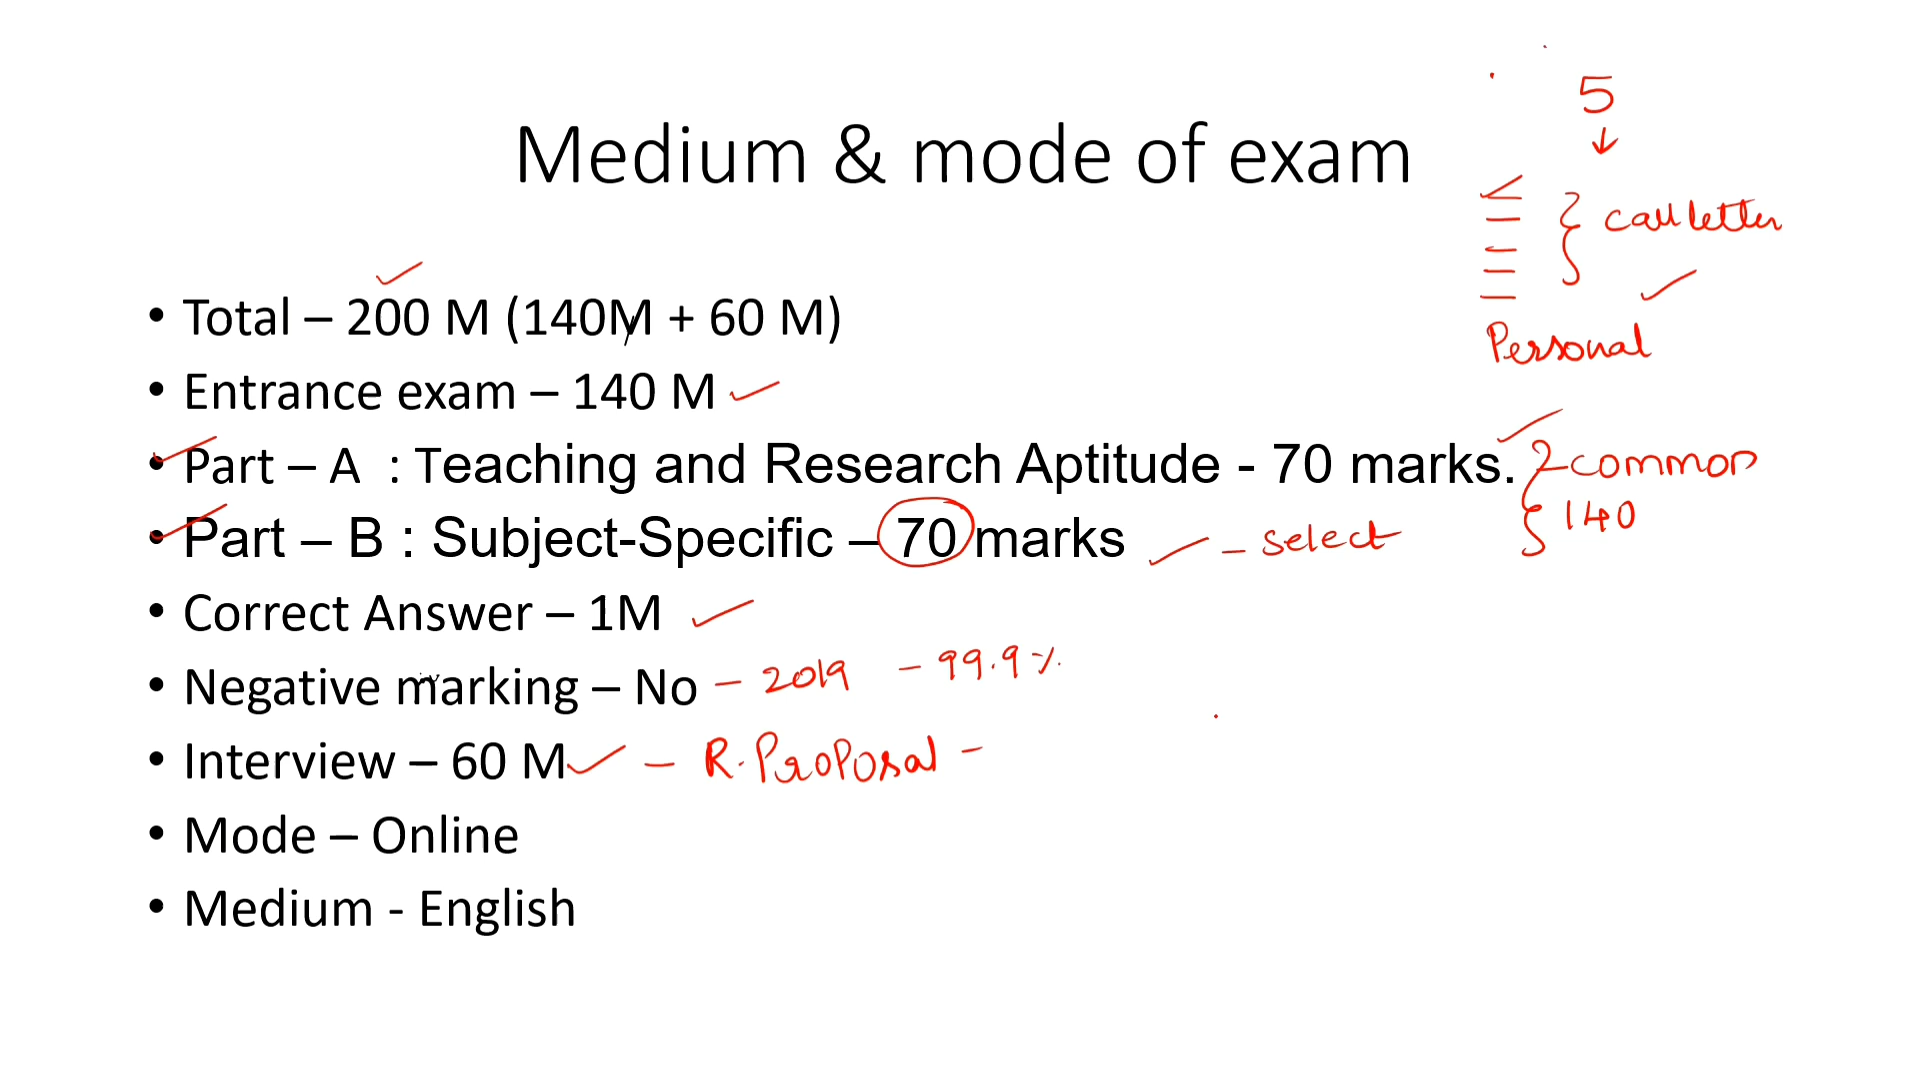 5
Medium & mode of exam
call letter
• Total – 200 M (140M + 60 M)
Personal
• Entrance exam – 140 M
• Part – A : Teaching and Research Aptitude - 70 marks. common
• Part – B : Subject-Specific – 70 marks – select 140
• Correct Answer – 1M
• Negative marking – No – 2019 – 99.9%
• Interview – 60 M – R. Proposal –
• Mode – Online
• Medium - English